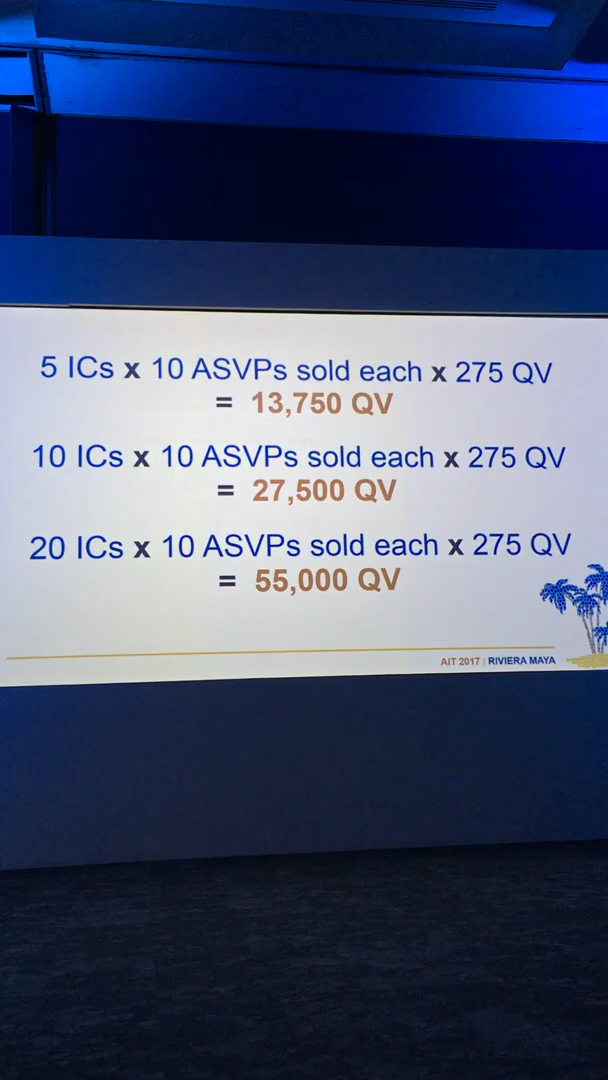 5 ICs x 10 ASVPs sold each x 275 QV
= 13,750 QV
10 ICs x 10 ASVPs sold each x 275 QV
= 27,500 QV
20 ICs x 10 ASVPs sold each x 275 QV
= 55,000 QV
AIT 2017 | RIVIERA MAYA